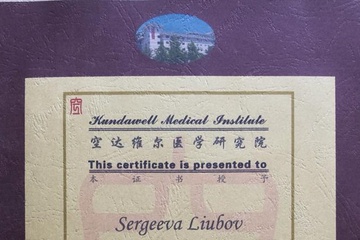 Kundawell Medical Institute
空达维尔医学研究院
This certificate is presented to
本证书授予
Sergeeva Liubov